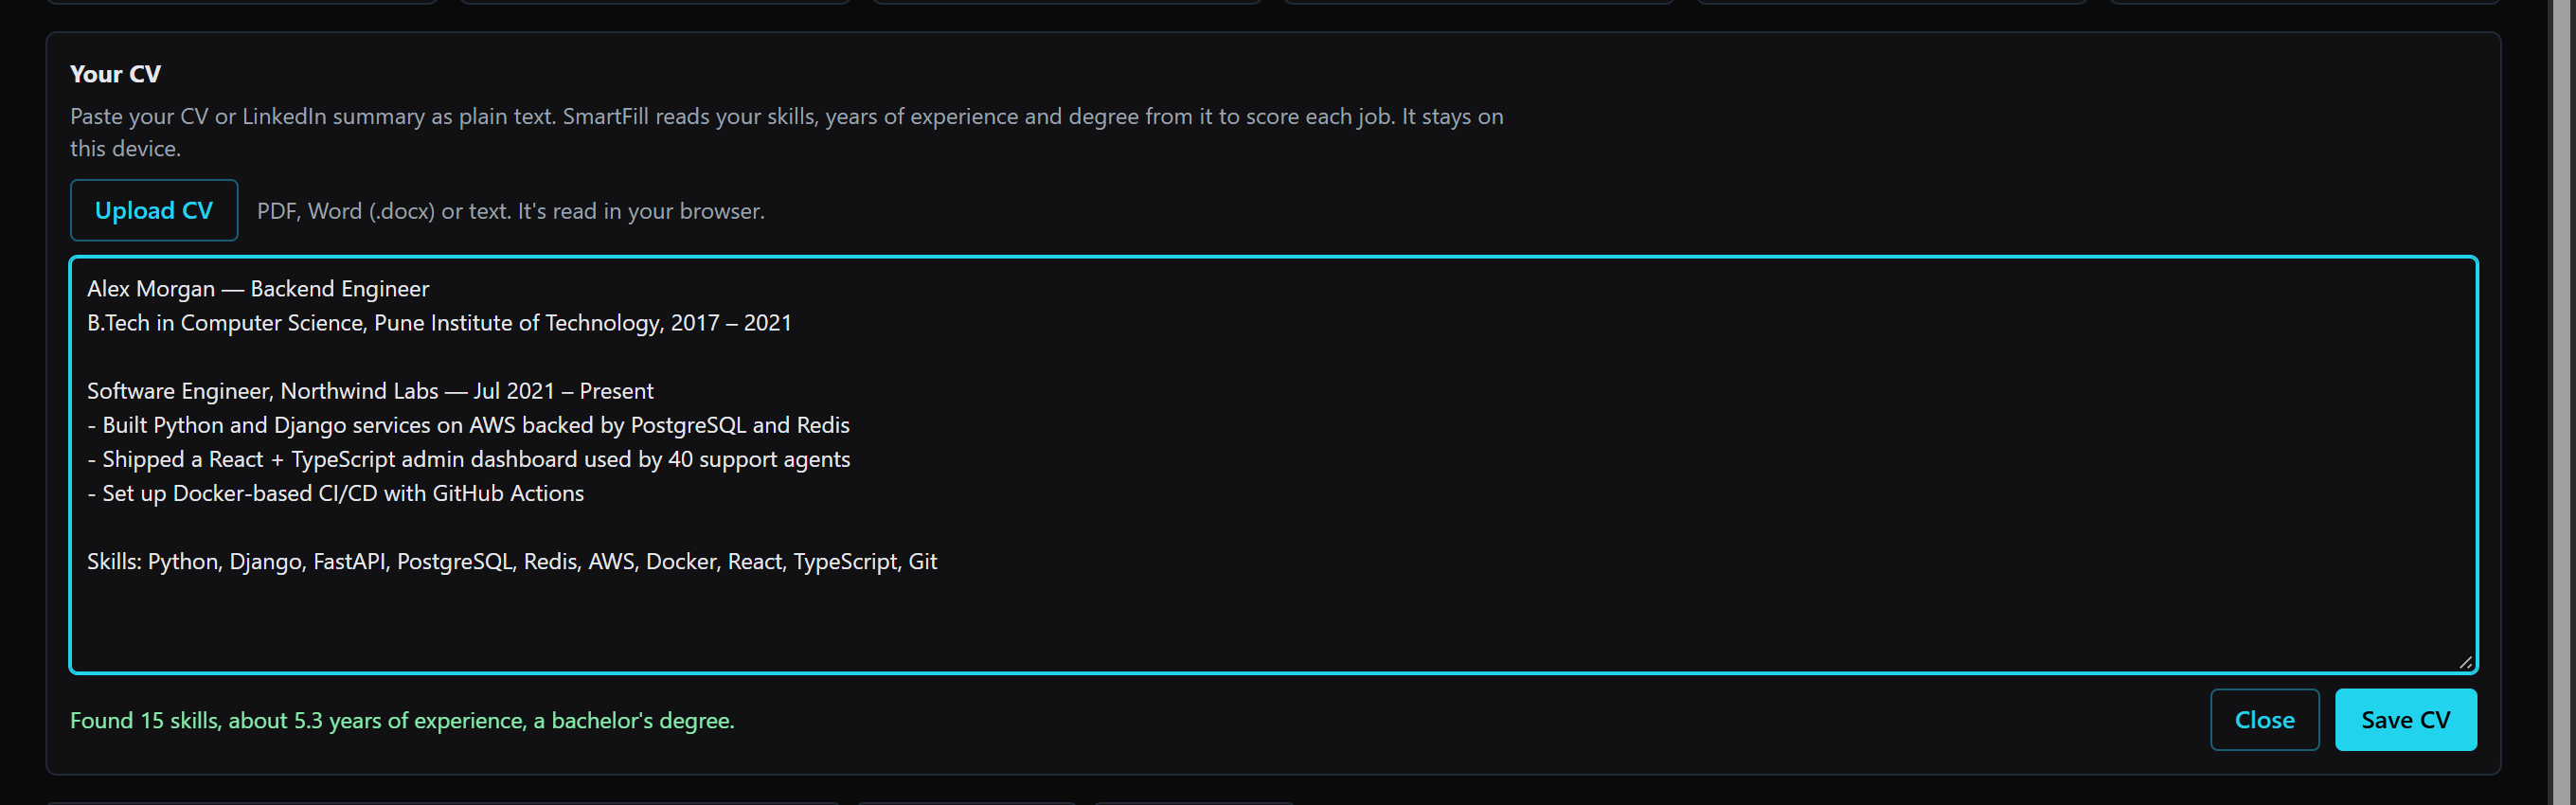 Your CV
Paste your CV or LinkedIn summary as plain text. SmartFill reads your skills, years of experience and degree from it to score each job. It stays on
this device.
Upload CV PDF, Word (.docx) or text. It's read in your browser.
Alex Morgan — Backend Engineer
B.Tech in Computer Science, Pune Institute of Technology, 2017 – 2021
Software Engineer, Northwind Labs — Jul 2021 – Present
- Built Python and Django services on AWS backed by PostgreSQL and Redis
- Shipped a React + TypeScript admin dashboard used by 40 support agents
- Set up Docker-based CI/CD with GitHub Actions
Skills: Python, Django, FastAPI, PostgreSQL, Redis, AWS, Docker, React, TypeScript, Git
Found 15 skills, about 5.3 years of experience, a bachelor's degree.
Close Save CV